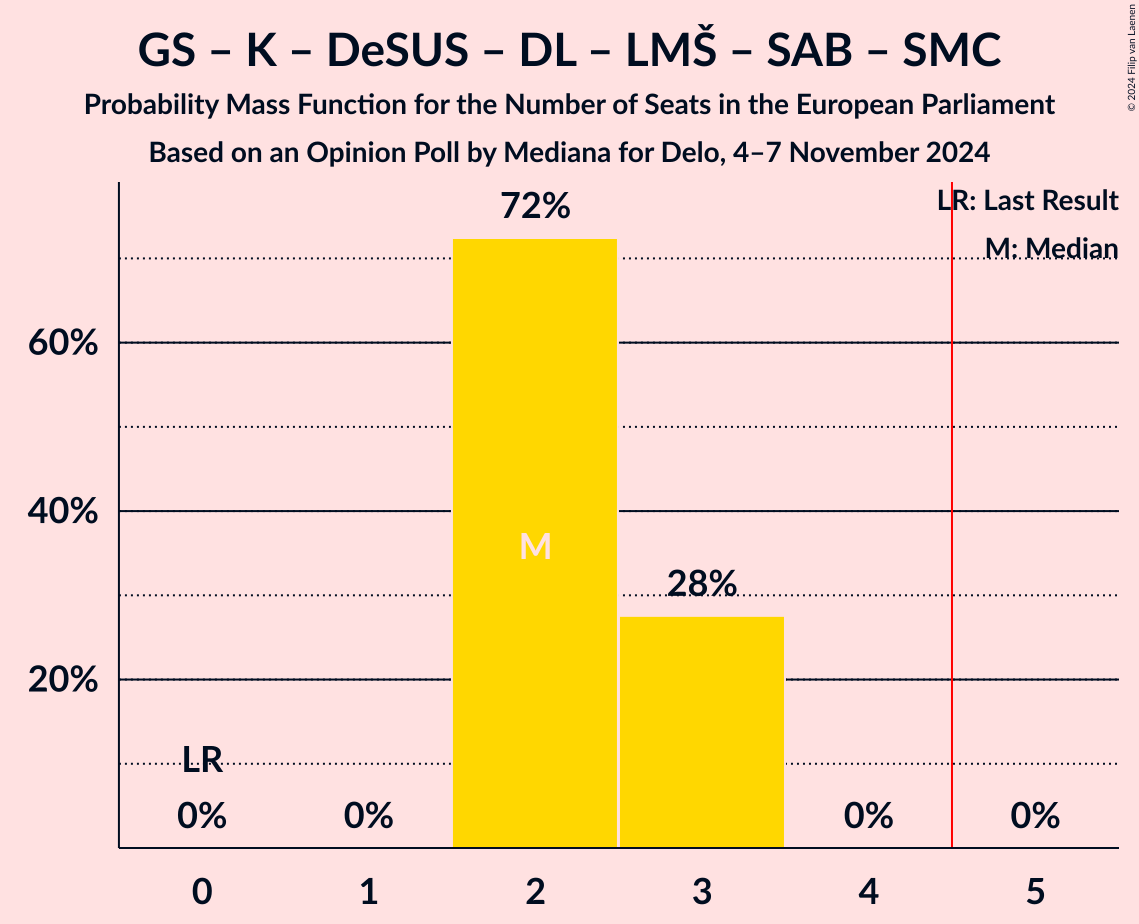 GS – K – DeSUS – DL – LMŠ – SAB – SMC
Probability Mass Function for the Number of Seats in the European Parliament
Based on an Opinion Poll by Mediana for Delo, 4–7 November 2024
© 2024 Filip van Laenen
LR: Last Result
M: Median
72%
60%
40%
M
28%
20%
LR
0%
0%
0%
0%
0
1
2
3
4
5